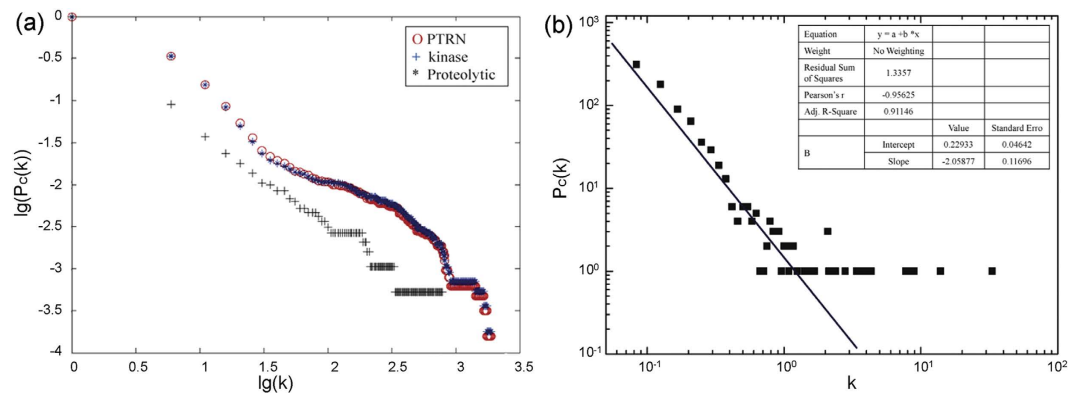 (a)
0
-0.5
-1
-1.5
-2
-2.5
-3
-3.5
-4
lg(Pc(k))
0
0.5
1
1.5
2
2.5
3
3.5
lg(k)
PTRN
kinase
Proteolytic
(b)
10³
10²
10¹
10⁰
10⁻¹
Pc(k)
10⁻¹
10⁰
10¹
10²
k
Equation y = a +b *x
Weight No Weighting
Residual Sum
of Squares
1.3357
Pearson's r -0.95625
Adj. R-Square 0.91146
Value Standard Erro
B
Intercept 0.22933 0.04642
Slope -2.05877 0.11696